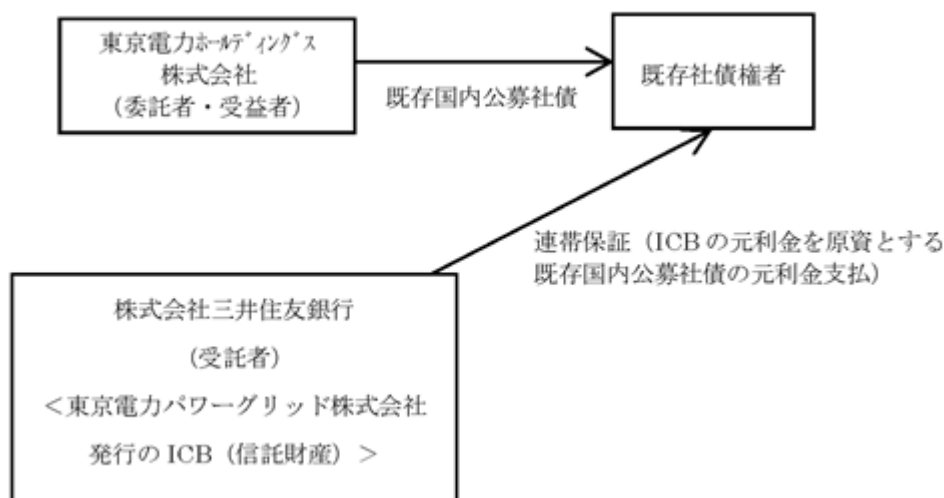 東京電力ﾎｰﾙﾃﾞｨﾝｸﾞｽ
株式会社
（委託者・受益者）
既存国内公募社債
既存社債権者
連帯保証（ICB の元利金を原資とする
既存国内公募社債の元利金支払）
株式会社三井住友銀行
（受託者）
＜東京電力パワーグリッド株式会社
発行の ICB（信託財産）＞